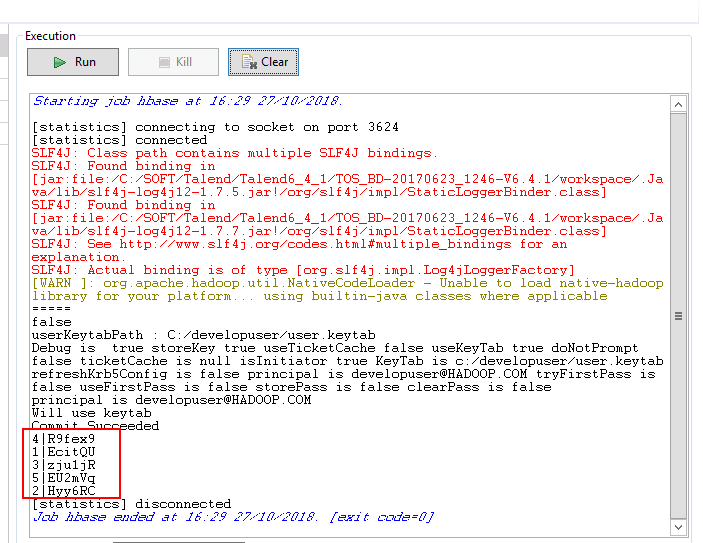 Execution
Run
Kill
Clear
Starting job hbase at 16:29 27/10/2018.
[statistics] connecting to socket on port 3624
[statistics] connected
SLF4J: Class path contains multiple SLF4J bindings.
SLF4J: Found binding in
[jar:file:/C:/SOFT/Talend/Talend6_4_1/TOS_BD-20170623_1246-V6.4.1/workspace/.Ja
va/lib/slf4j-log4j12-1.7.5.jar!/org/slf4j/impl/StaticLoggerBinder.class]
SLF4J: Found binding in
[jar:file:/C:/SOFT/Talend/Talend6_4_1/TOS_BD-20170623_1246-V6.4.1/workspace/.Ja
va/lib/slf4j-log4j12-1.7.7.jar!/org/slf4j/impl/StaticLoggerBinder.class]
SLF4J: See http://www.slf4j.org/codes.html#multiple_bindings for an
explanation.
SLF4J: Actual binding is of type [org.slf4j.impl.Log4jLoggerFactory]
[WARN ]: org.apache.hadoop.util.NativeCodeLoader - Unable to load native-hadoop
library for your platform... using builtin-java classes where applicable
=====
false
userKeytabPath : C:/developuser/user.keytab
Debug is  true storeKey true useTicketCache false useKeyTab true doNotPrompt
false ticketCache is null isInitiator true KeyTab is c:/developuser/user.keytab
refreshKrb5Config is false principal is developuser@HADOOP.COM tryFirstPass is
false useFirstPass is false storePass is false clearPass is false
principal is developuser@HADOOP.COM
Will use keytab
Commit Succeeded
4|R9fex9
1|EcitQU
3|zju1jR
5|EU2mVq
2|Hyy6RC
[statistics] disconnected
Job hbase ended at 16:29 27/10/2018. [exit code=0]